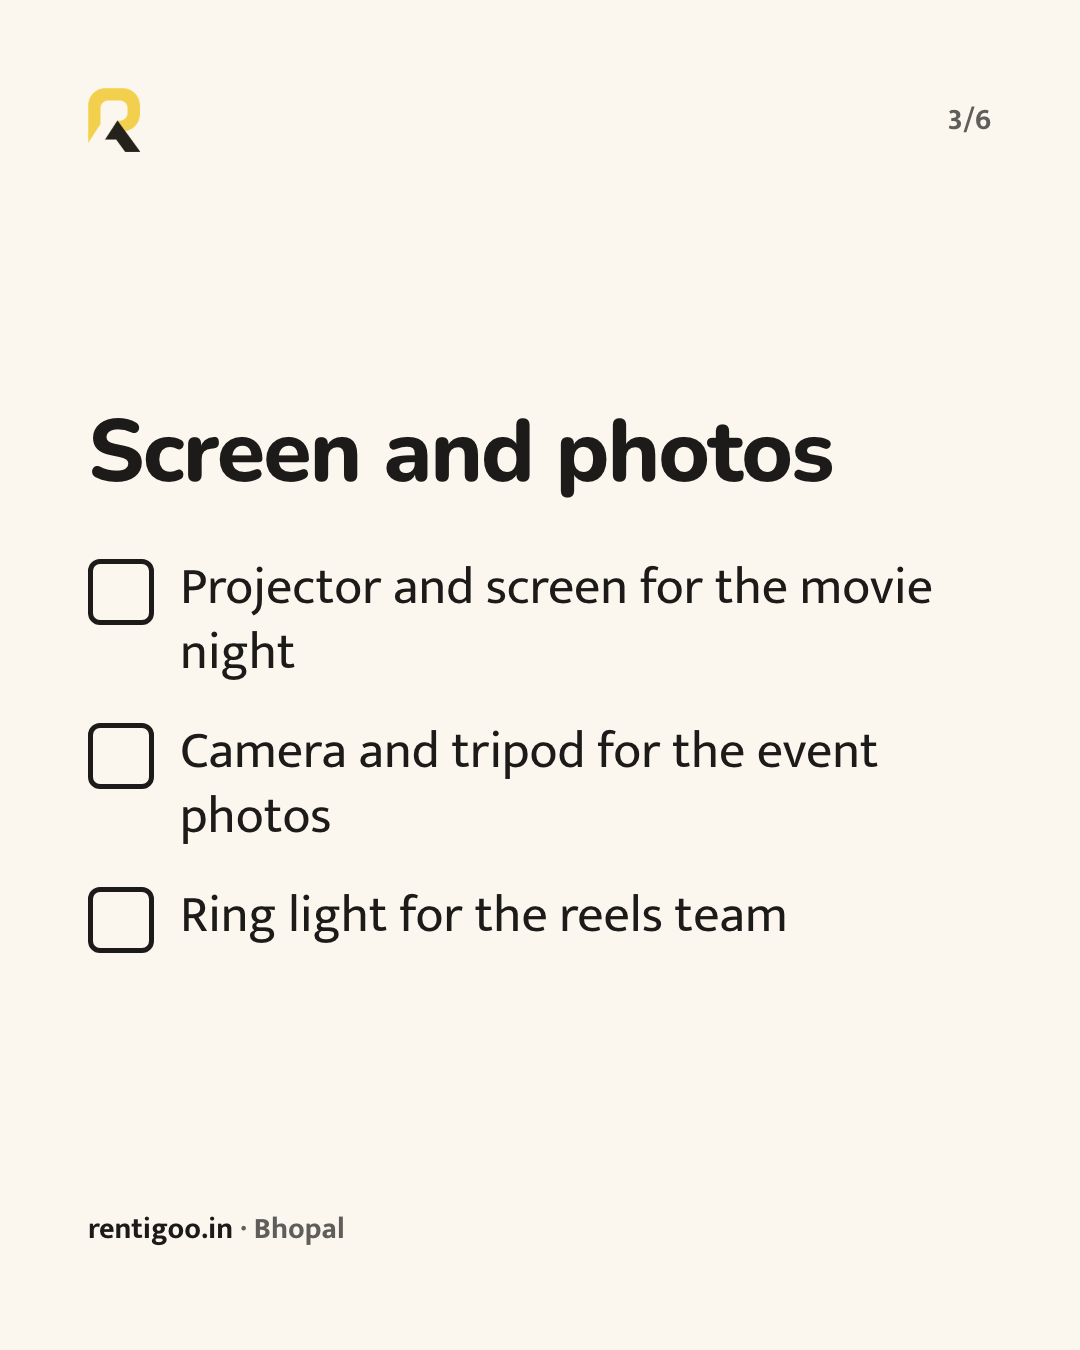 3/6
Screen and photos
Projector and screen for the movie
night
Camera and tripod for the event
photos
Ring light for the reels team
rentigoo.in · Bhopal